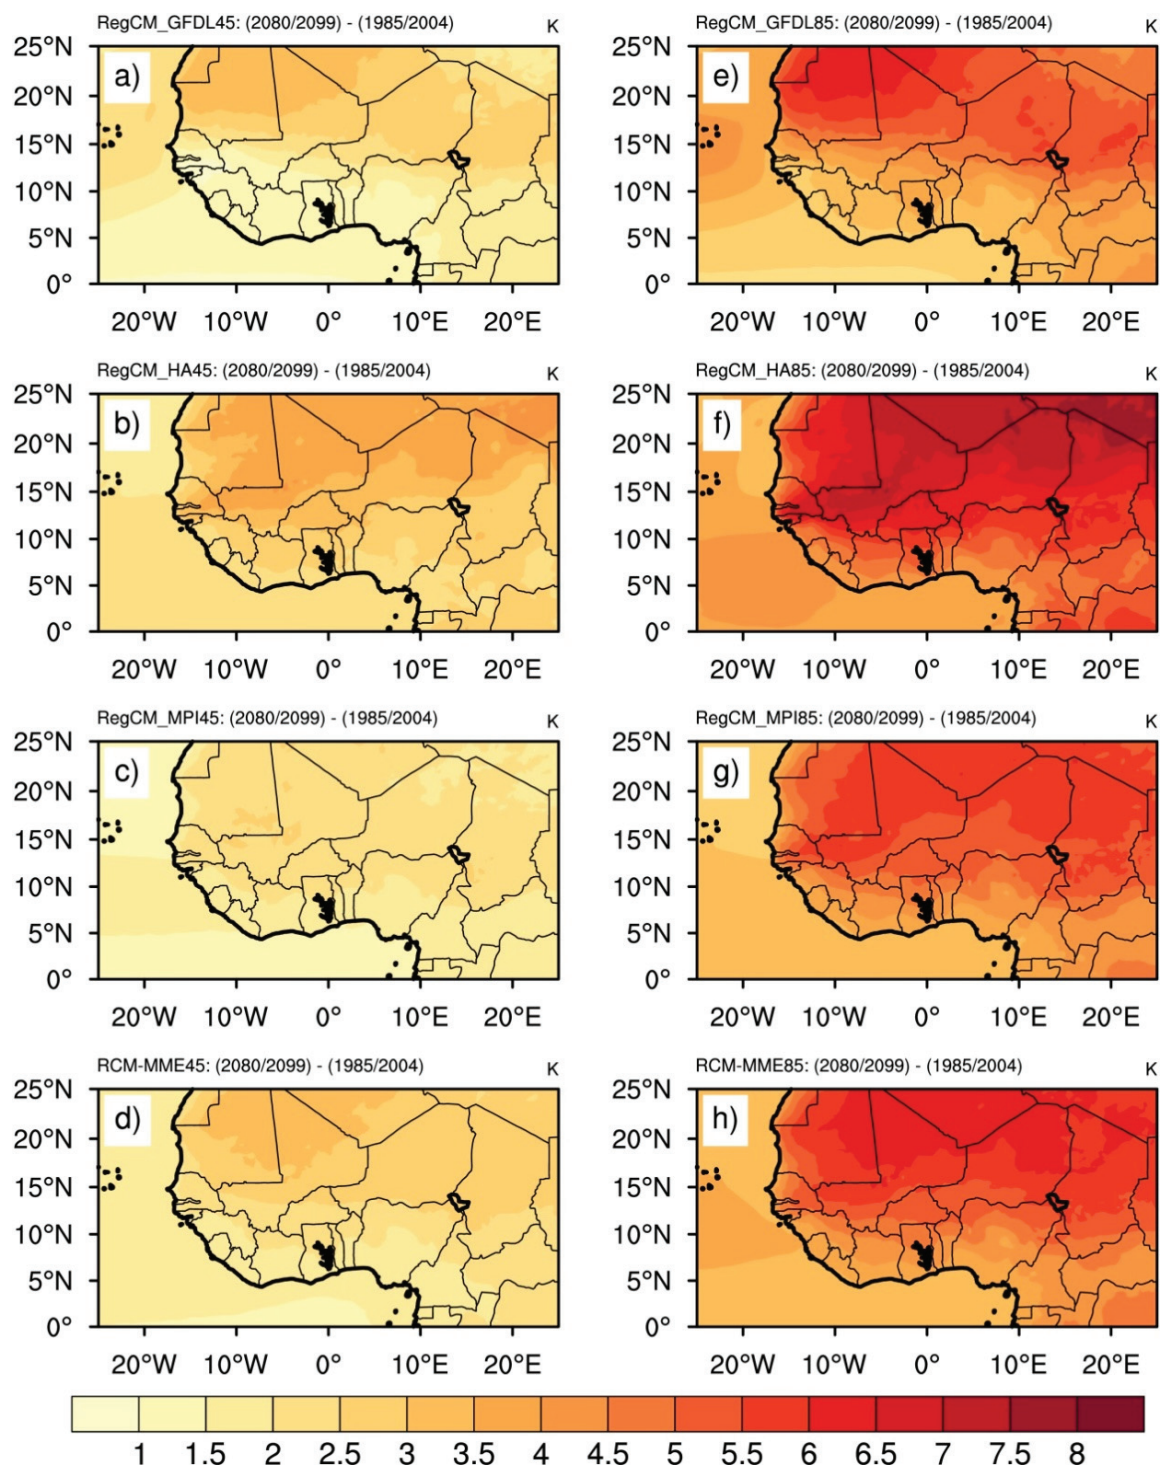 RegCM_GFDL45: (2080/2099) - (1985/2004) K
25°N
20°N
15°N
10°N
5°N
0°
a)
20°W 10°W 0° 10°E 20°E
RegCM_GFDL85: (2080/2099) - (1985/2004) K
25°N
20°N
15°N
10°N
5°N
0°
e)
20°W 10°W 0° 10°E 20°E
RegCM_HA45: (2080/2099) - (1985/2004) K
25°N
20°N
15°N
10°N
5°N
0°
b)
20°W 10°W 0° 10°E 20°E
RegCM_HA85: (2080/2099) - (1985/2004) K
25°N
20°N
15°N
10°N
5°N
0°
f)
20°W 10°W 0° 10°E 20°E
RegCM_MPI45: (2080/2099) - (1985/2004) K
25°N
20°N
15°N
10°N
5°N
0°
c)
20°W 10°W 0° 10°E 20°E
RegCM_MPI85: (2080/2099) - (1985/2004) K
25°N
20°N
15°N
10°N
5°N
0°
g)
20°W 10°W 0° 10°E 20°E
RCM-MME45: (2080/2099) - (1985/2004) K
25°N
20°N
15°N
10°N
5°N
0°
d)
20°W 10°W 0° 10°E 20°E
RCM-MME85: (2080/2099) - (1985/2004) K
25°N
20°N
15°N
10°N
5°N
0°
h)
20°W 10°W 0° 10°E 20°E
1 1.5 2 2.5 3 3.5 4 4.5 5 5.5 6 6.5 7 7.5 8